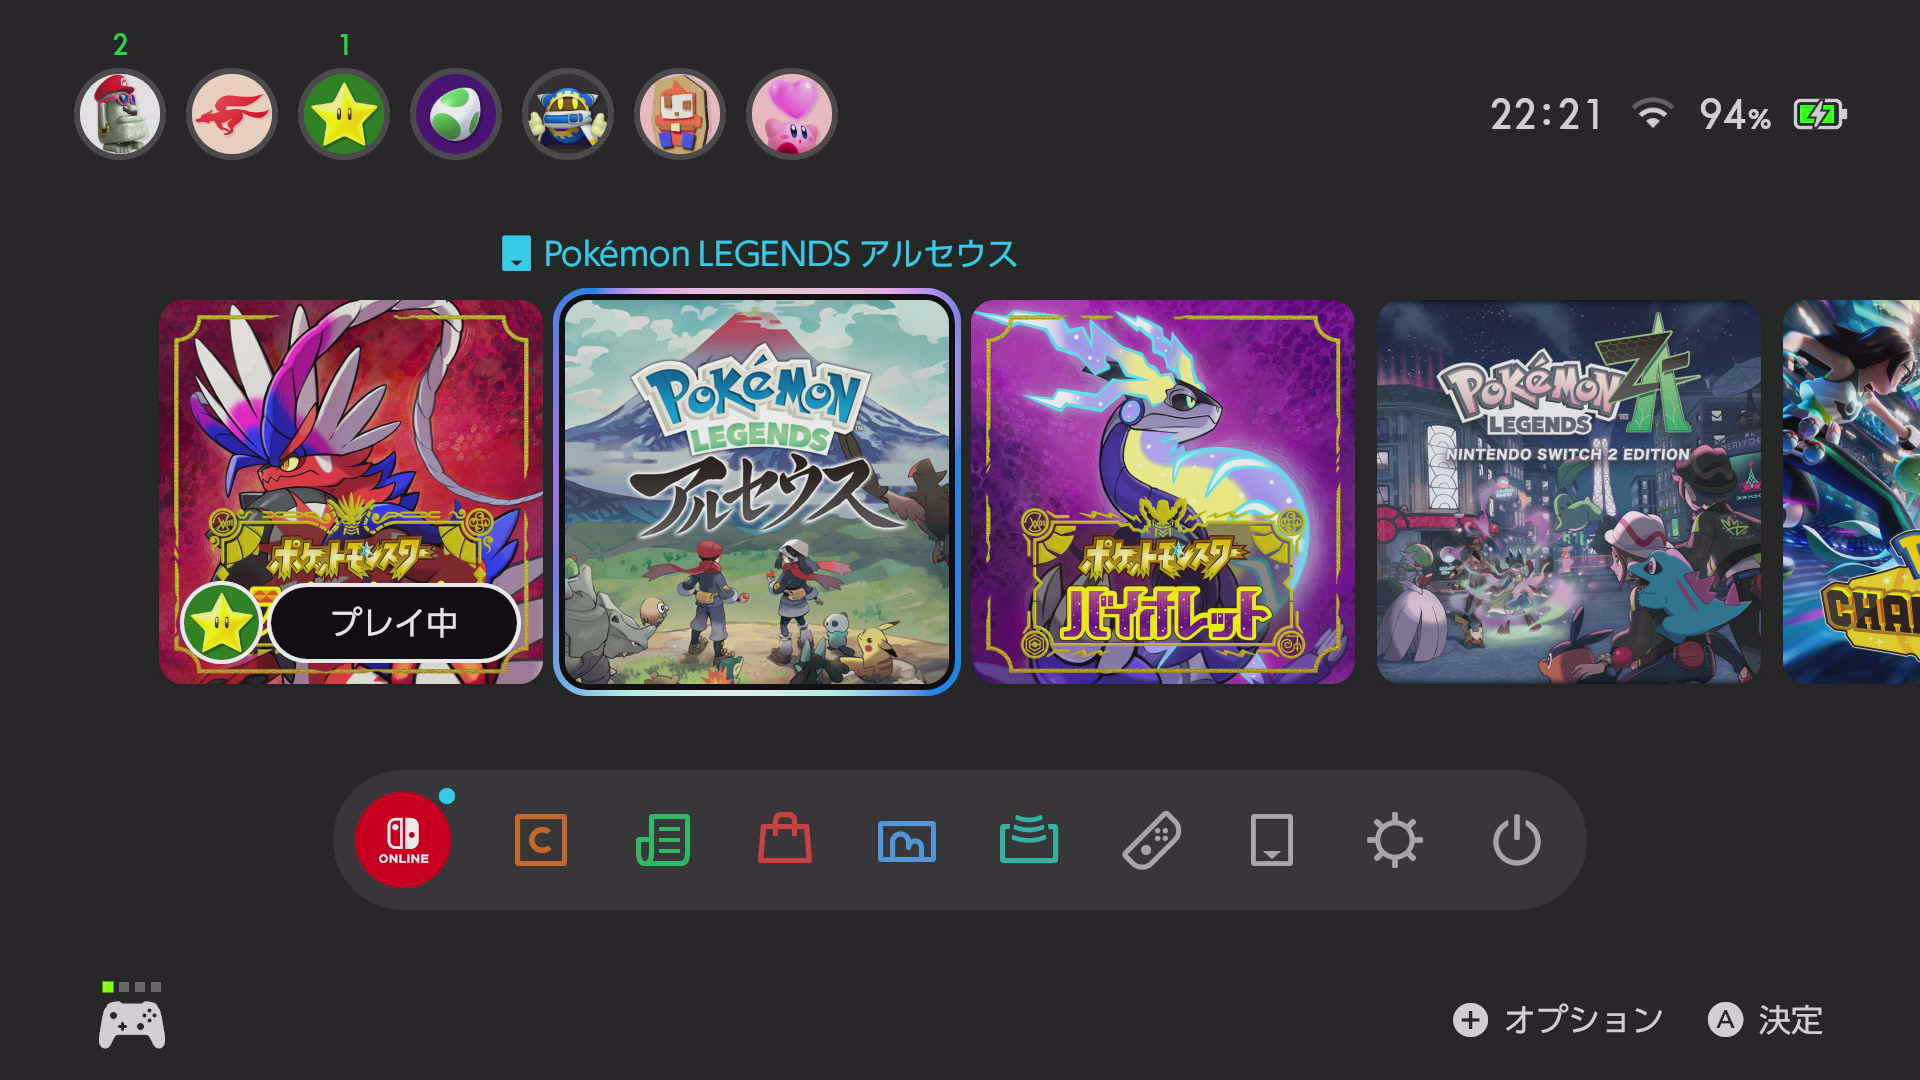 2
1
22:21
94%
Pokémon LEGENDS アルセウス
ポケットモンスター
プレイ中
POKéMON
LEGENDS
アルセウス
ポケットモンスター
バイオレット
POKéMON
LEGENDS
Z-A
NINTENDO SWITCH 2 EDITION
ONLINE
C
+ オプション
A 決定